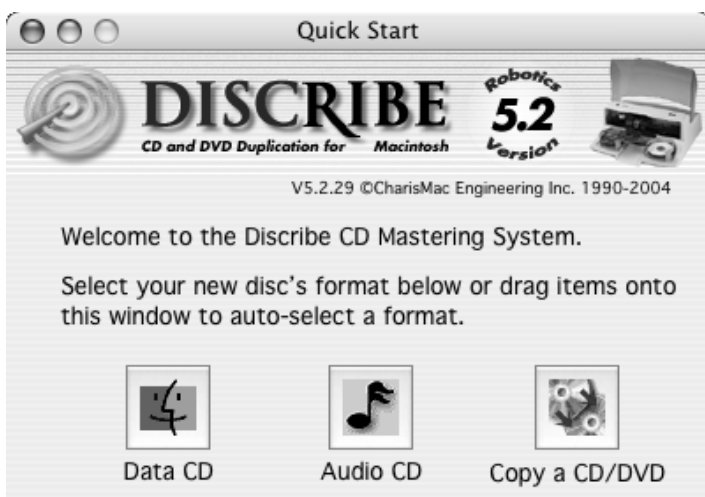 Quick Start
DISCRIBE
CD and DVD Duplication for Macintosh
Robotics
5.2
Version
V5.2.29 ©CharisMac Engineering Inc. 1990-2004
Welcome to the Discribe CD Mastering System.
Select your new disc's format below or drag items onto
this window to auto-select a format.
Data CD Audio CD Copy a CD/DVD